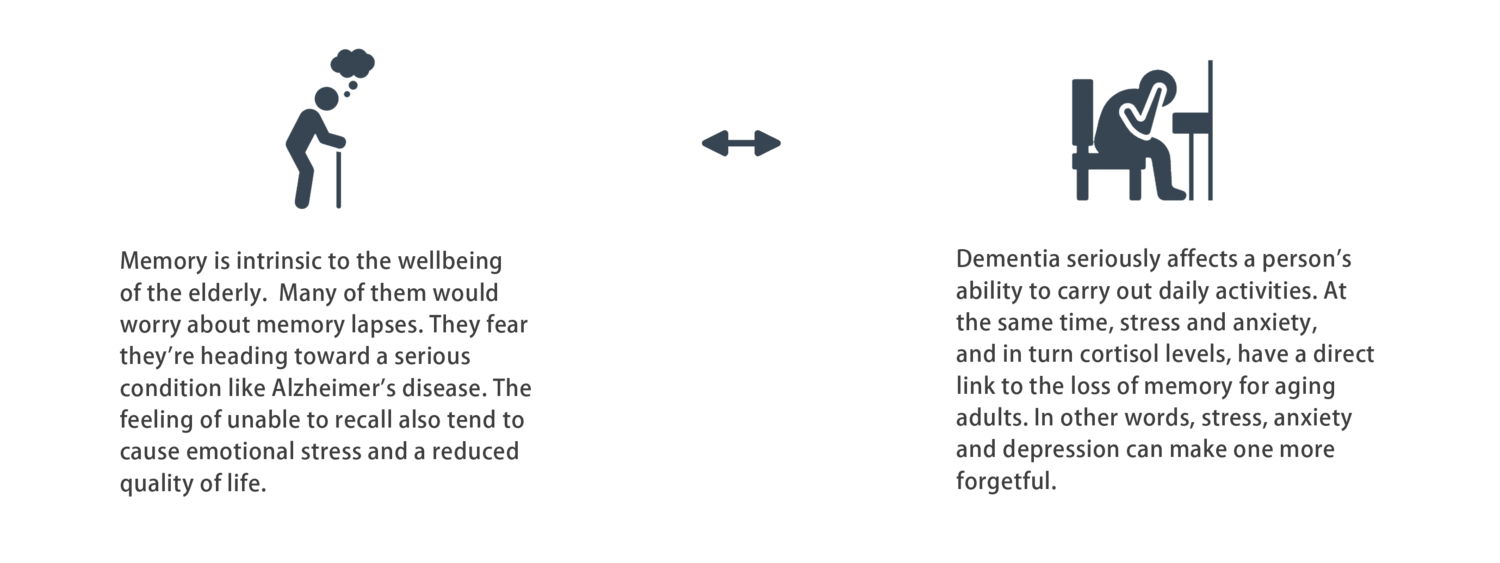 Memory is intrinsic to the wellbeing
of the elderly.  Many of them would
worry about memory lapses. They fear
they’re heading toward a serious
condition like Alzheimer’s disease. The
feeling of unable to recall also tend to
cause emotional stress and a reduced
quality of life.
Dementia seriously affects a person’s
ability to carry out daily activities. At
the same time, stress and anxiety,
and in turn cortisol levels, have a direct
link to the loss of memory for aging
adults. In other words, stress, anxiety
and depression can make one more
forgetful.